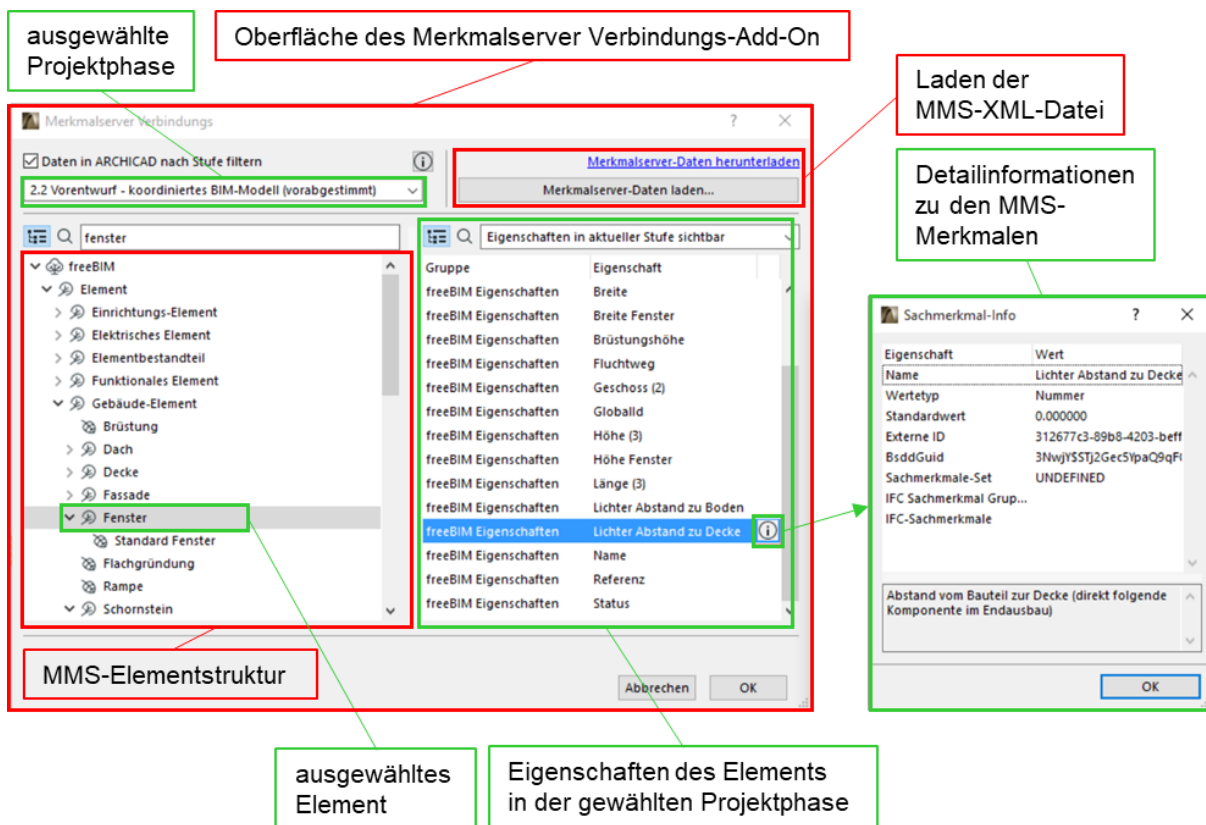 ausgewählte
Projektphase
Oberfläche des Merkmalserver Verbindungs-Add-On
Laden der
MMS-XML-Datei
Detailinformationen
zu den MMS-
Merkmalen
Merkmalserver Verbindungs
?
Daten in ARCHICAD nach Stufe filtern
2.2 Vorentwurf - koordiniertes BIM-Modell (vorabgestimmt)
Merkmalserver-Daten herunterladen
Merkmalserver-Daten laden...
fenster
freeBIM
Element
Einrichtungs-Element
Elektrisches Element
Elementbestandteil
Funktionales Element
Gebäude-Element
Brüstung
Dach
Decke
Fassade
Fenster
Standard Fenster
Flachgründung
Rampe
Schornstein
Eigenschaften in aktueller Stufe sichtbar
Gruppe Eigenschaft
freeBIM Eigenschaften Breite
freeBIM Eigenschaften Breite Fenster
freeBIM Eigenschaften Brüstungshöhe
freeBIM Eigenschaften Fluchtweg
freeBIM Eigenschaften Geschoss (2)
freeBIM Eigenschaften GlobalId
freeBIM Eigenschaften Höhe (3)
freeBIM Eigenschaften Höhe Fenster
freeBIM Eigenschaften Länge (3)
freeBIM Eigenschaften Lichter Abstand zu Boden
freeBIM Eigenschaften Lichter Abstand zu Decke
freeBIM Eigenschaften Name
freeBIM Eigenschaften Referenz
freeBIM Eigenschaften Status
Abbrechen OK
MMS-Elementstruktur
Sachmerkmal-Info
?
Eigenschaft Wert
Name Lichter Abstand zu Decke
Wertetyp Nummer
Standardwert 0.000000
Externe ID 312677c3-89b8-4203-beff
BsddGuid
Sachmerkmale-Set UNDEFINED
IFC Sachmerkmal Grup...
IFC-Sachmerkmale
Abstand vom Bauteil zur Decke (direkt folgende
Komponente im Endausbau)
OK
ausgewähltes
Element
Eigenschaften des Elements
in der gewählten Projektphase